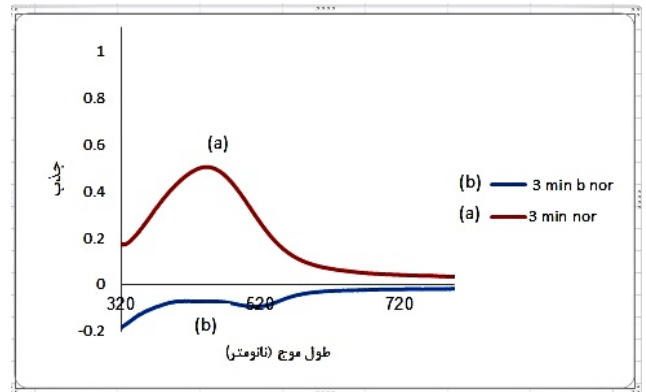 1
0.8
(a)
0.6
جذب
0.4
(b) 3 min b nor
(a) 3 min nor
0.2
0
320 520 720
-0.2
(b)
طول موج (نانومتر)